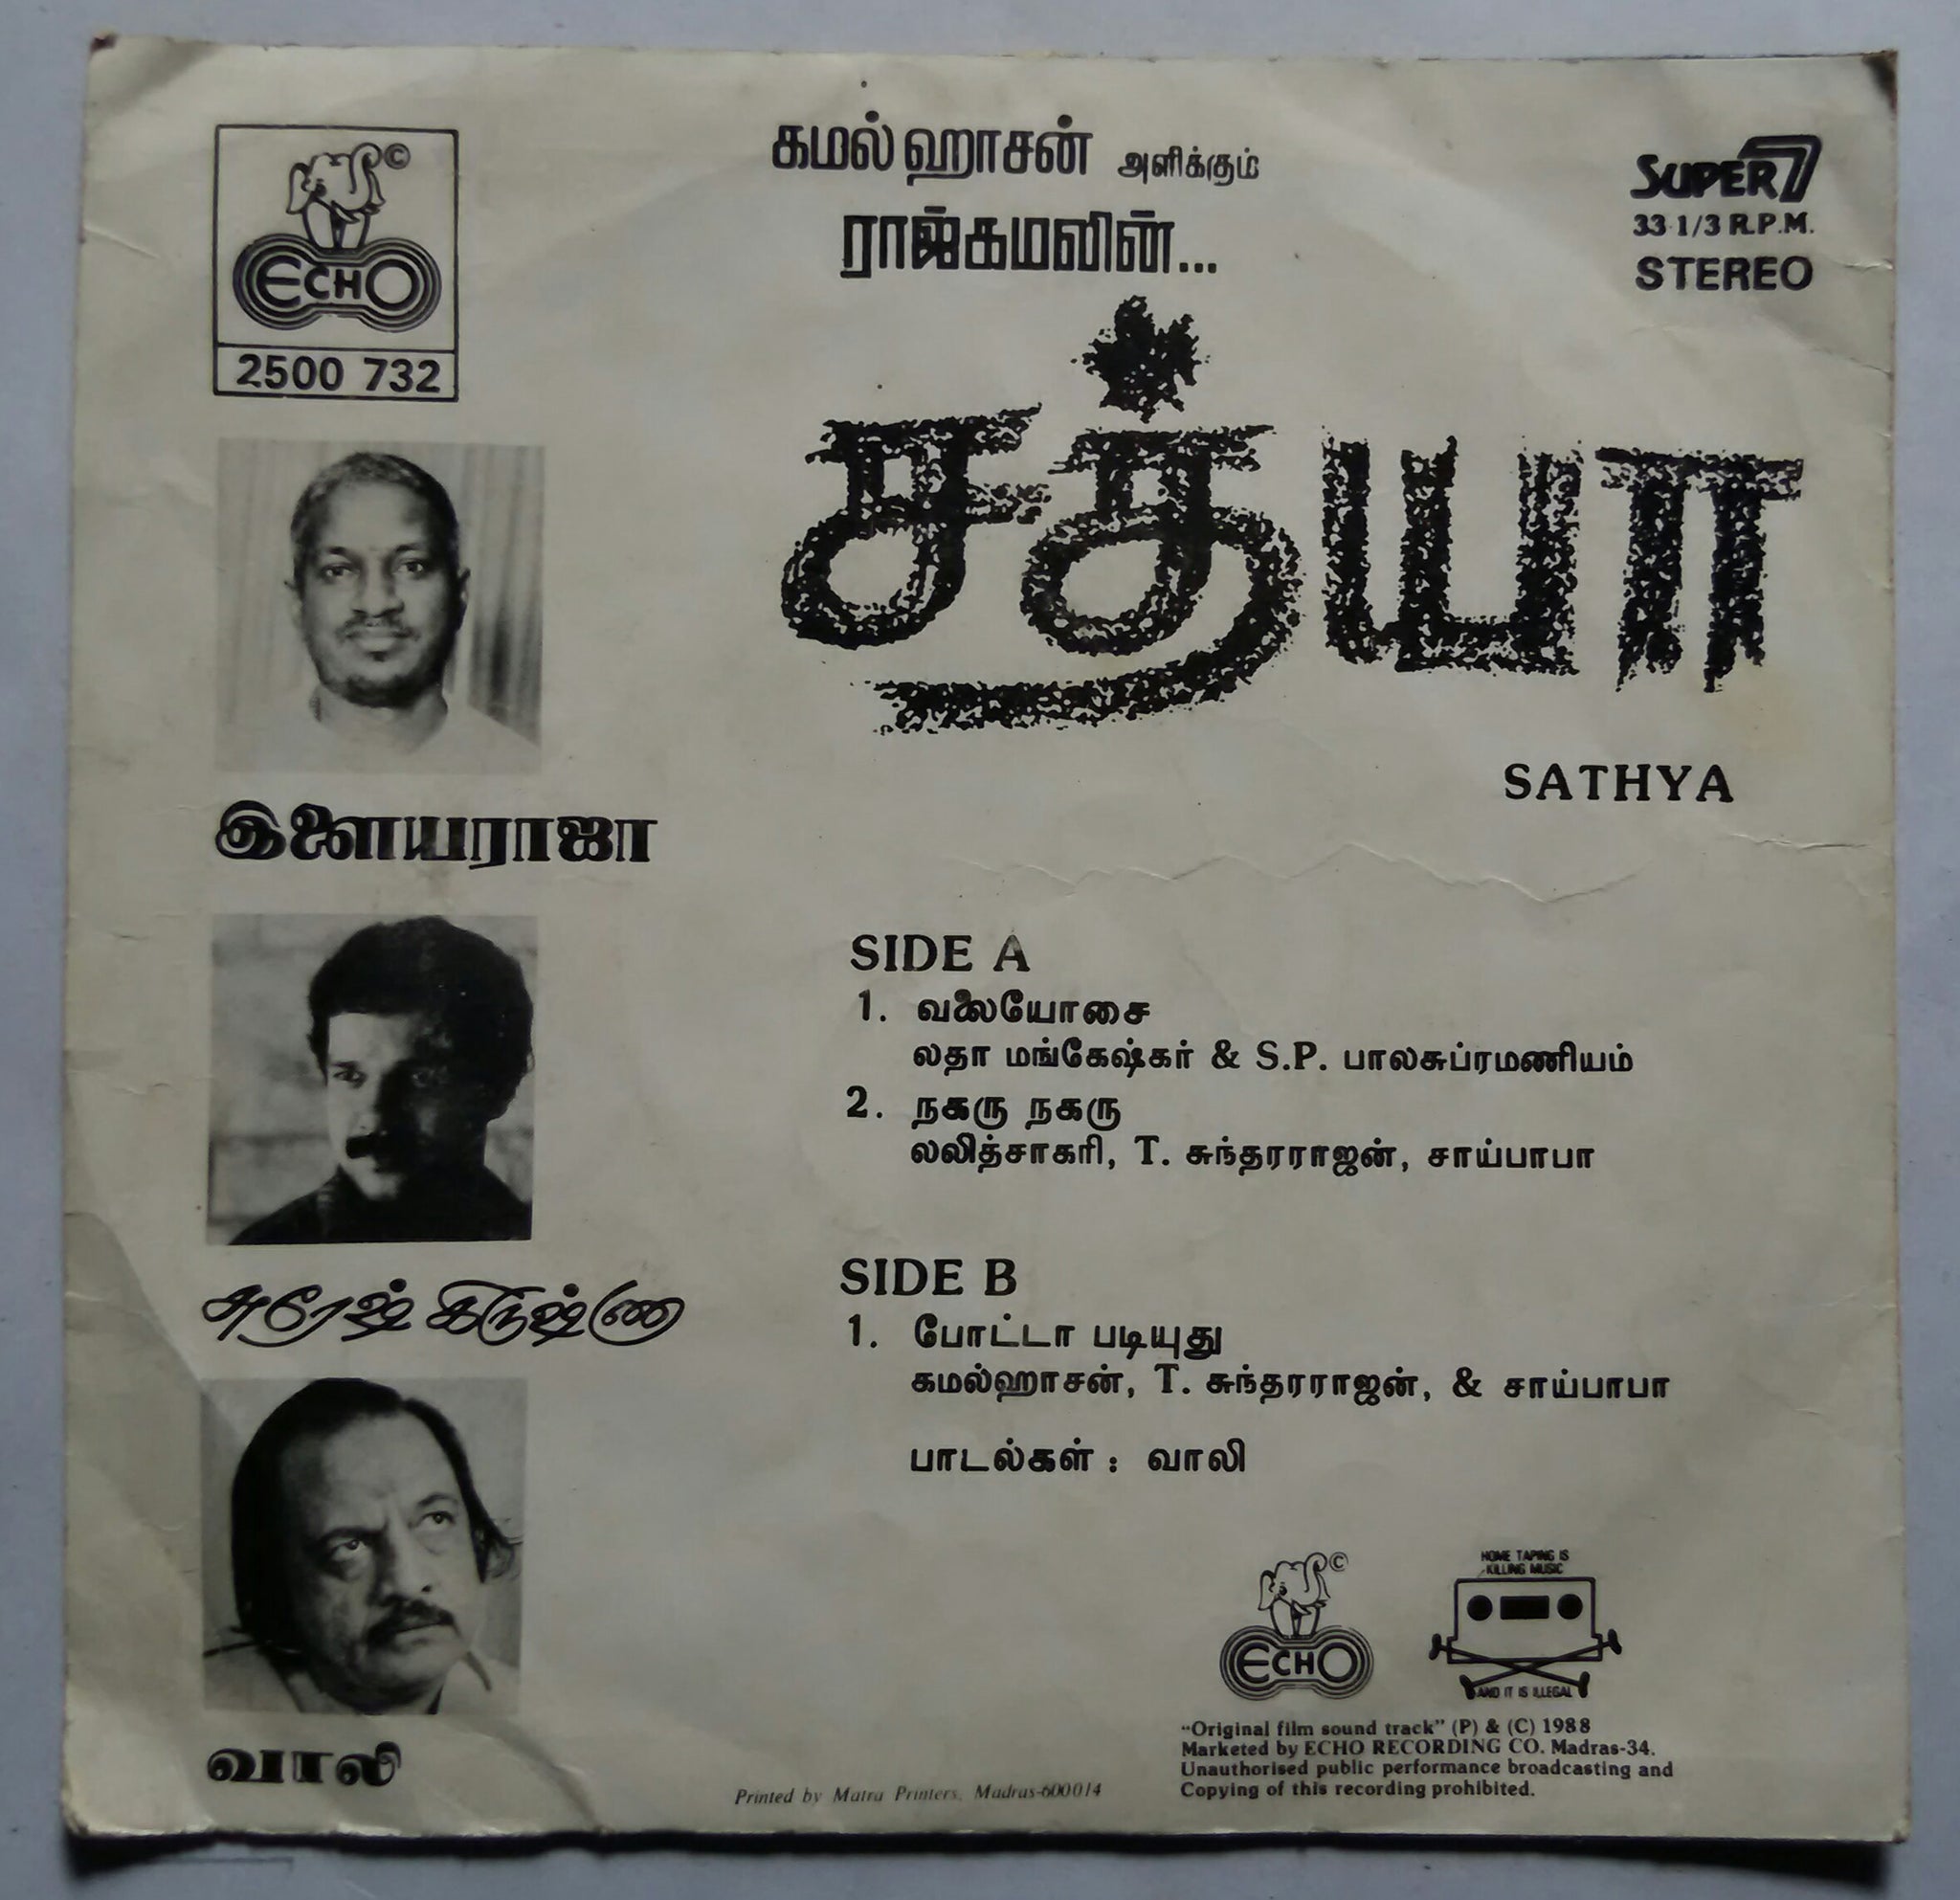 ©
ECHO
2500 732
கமல்ஹாசன் அளிக்கும்
ராஜ்கமலின்...
SUPER 7
33 1/3 R.P.M.
STEREO
சத்யா
SATHYA
இளையராஜா
சுரேஷ் கிருஷ்ணா
வாலி
SIDE A
1. வலையோசை
லதா மங்கேஷ்கர் & S.P. பாலசுப்ரமணியம்
2. நகரு நகரு
லலித்சாகரி, T. சுந்தரராஜன், சாய்பாபா
SIDE B
1. போட்டா படியுது
கமல்ஹாசன், T. சுந்தரராஜன், & சாய்பாபா
பாடல்கள் : வாலி
©
ECHO
HOME TAPING IS
KILLING MUSIC
AND IT IS ILLEGAL
"Original film sound track" (P) & (C) 1988
Marketed by ECHO RECORDING CO. Madras-34.
Unauthorised public performance broadcasting and
Copying of this recording prohibited.
Printed by Matra Printers, Madras-600014